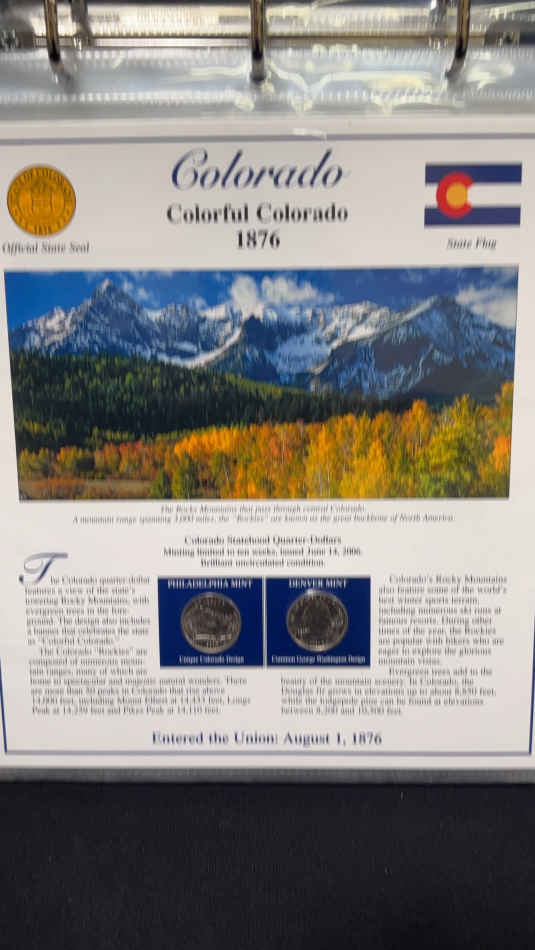 Colorado
Colorful Colorado
1876
Official State Seal
State Flag
The Rocky Mountains that pass through central Colorado.
A mountain range spanning 3,000 miles, the "Rockies" are known as the great backbone of North America.
Colorado Statehood Quarter-Dollars
Minting limited to ten weeks, issued June 14, 2006.
Brilliant uncirculated condition.
The Colorado quarter-dollar
features a view of the state's
towering Rocky Mountains, with
evergreen trees in the fore-
ground. The design also includes
a banner that celebrates the state
as "Colorful Colorado."
The Colorado "Rockies" are
composed of numerous moun-
tain ranges, many of which are
home to spectacular and majestic natural wonders. There
are more than 50 peaks in Colorado that rise above
14,000 feet, including Mount Elbert at 14,433 feet, Longs
Peak at 14,259 feet and Pikes Peak at 14,110 feet.
PHILADELPHIA MINT
Unique Colorado Design
DENVER MINT
Common George Washington Design
Colorado's Rocky Mountains
also feature some of the world's
best winter sports terrain,
including numerous ski runs at
famous resorts. During other
times of the year, the Rockies
are popular with hikers who are
eager to explore the glorious
mountain vistas.
Evergreen trees add to the
beauty of the mountain scenery. In Colorado, the
Douglas fir grows in elevations up to about 8,850 feet,
while the lodgepole pine can be found at elevations
between 8,200 and 10,500 feet.
Entered the Union: August 1, 1876